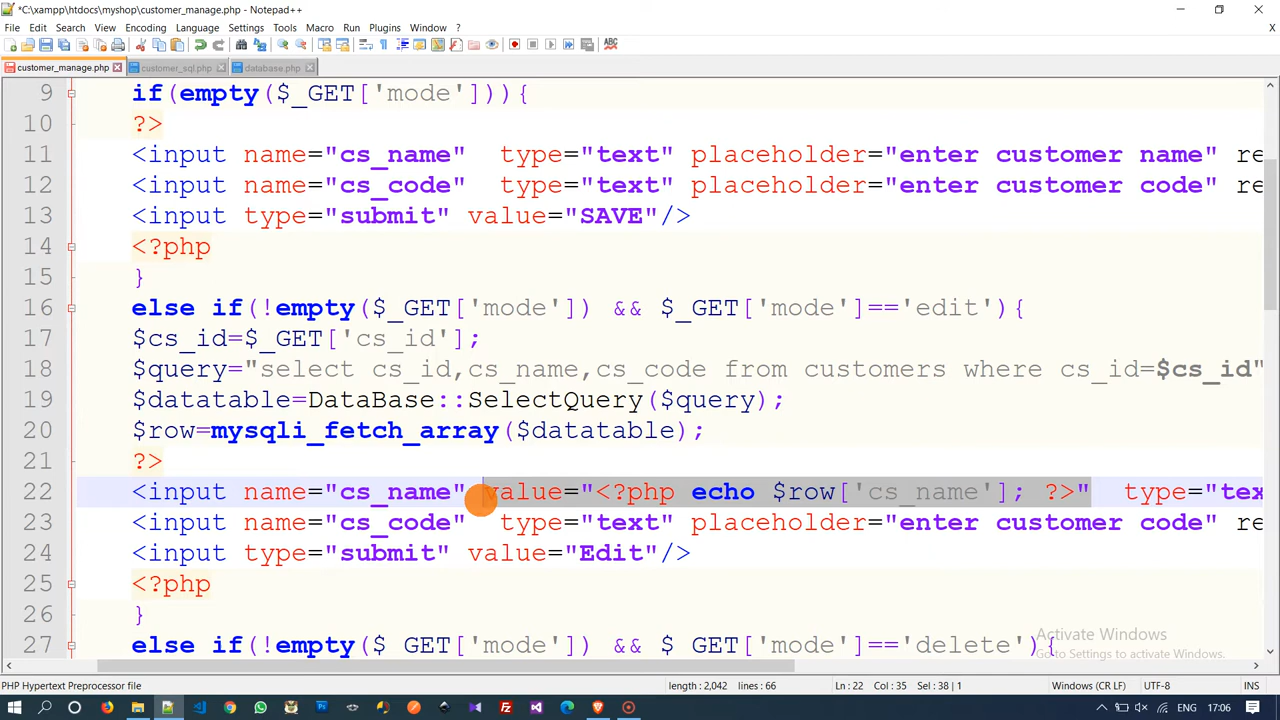 *C:\xampp\htdocs\myshop\customer_manage.php - Notepad++
File Edit Search View Encoding Language Settings Tools Macro Run Plugins Window ?
customer_manage.php customer_sql.php database.php
9 if(empty($_GET['mode'])){
10 ?>
11 <input name="cs_name"  type="text" placeholder="enter customer name" re
12 <input name="cs_code"  type="text" placeholder="enter customer code" re
13 <input type="submit" value="SAVE"/>
14 <?php
15 }
16 else if(!empty($_GET['mode']) && $_GET['mode']=='edit'){
17 $cs_id=$_GET['cs_id'];
18 $query="select cs_id,cs_name,cs_code from customers where cs_id=$cs_id"
19 $datatable=DataBase::SelectQuery($query);
20 $row=mysqli_fetch_array($datatable);
21 ?>
22 <input name="cs_name" value="<?php echo $row['cs_name']; ?>"  type="tex
23 <input name="cs_code"  type="text" placeholder="enter customer code" re
24 <input type="submit" value="Edit"/>
25 <?php
26 }
27 else if(!empty($_GET['mode']) && $_GET['mode']=='delete'){
Activate Windows
Go to Settings to activate Windows.
PHP Hypertext Preprocessor file length : 2,042 lines : 66 Ln : 22 Col : 35 Sel : 38 | 1 Windows (CR LF) UTF-8 INS
17:06